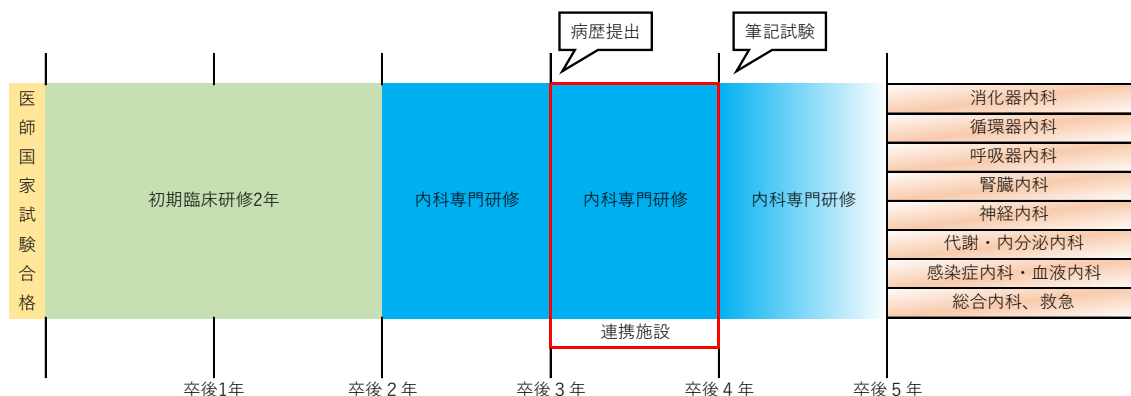 病歴提出
筆記試験
医師国家試験合格
初期臨床研修2年
内科専門研修
内科専門研修
内科専門研修
消化器内科
循環器内科
呼吸器内科
腎臓内科
神経内科
代謝・内分泌内科
感染症内科・血液内科
総合内科、救急
連携施設
卒後1年
卒後 2 年
卒後 3 年
卒後 4 年
卒後 5 年